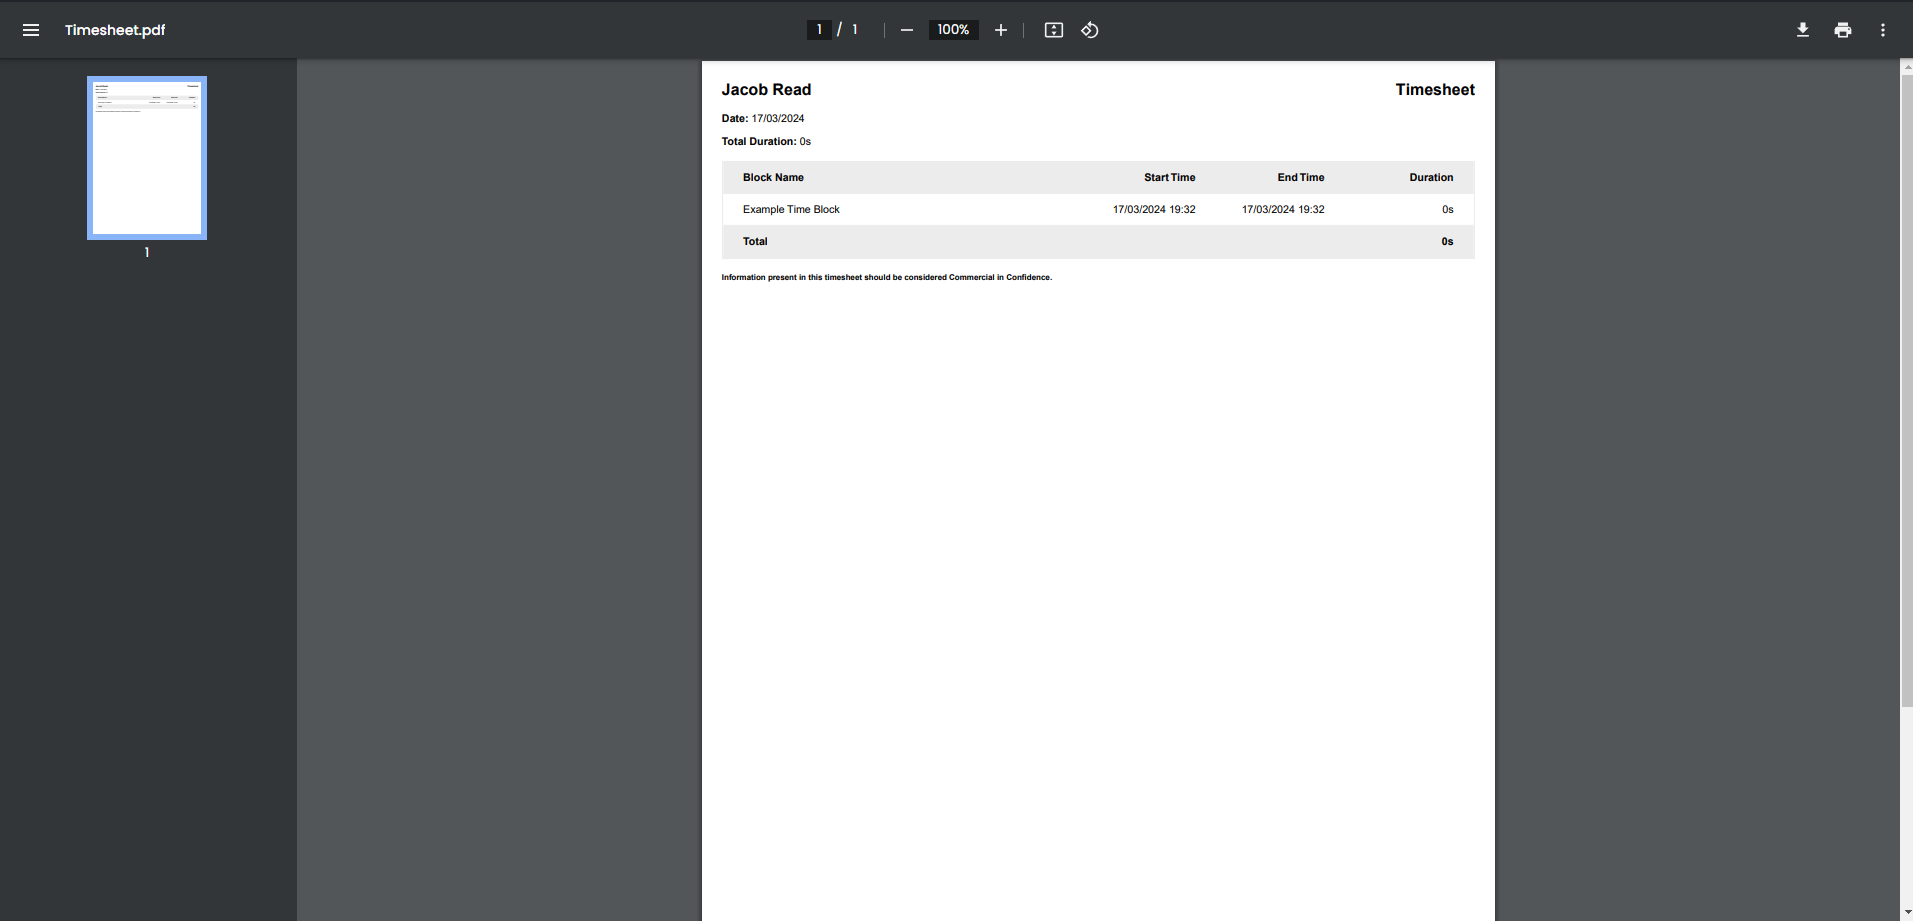 Timesheet.pdf
1 / 1
100%
1
Jacob Read Timesheet
Date: 17/03/2024
Total Duration: 0s
Block Name Start Time End Time Duration
Example Time Block 17/03/2024 19:32 17/03/2024 19:32 0s
Total 0s
Information present in this timesheet should be considered Commercial in Confidence.